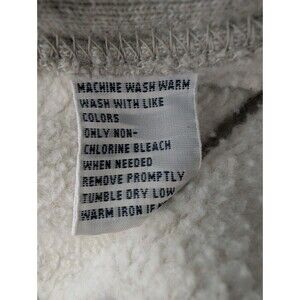 MACHINE WASH WARM
WASH WITH LIKE
COLORS
ONLY NON-
CHLORINE BLEACH
WHEN NEEDED
REMOVE PROMPTLY
TUMBLE DRY LOW
WARM IRON